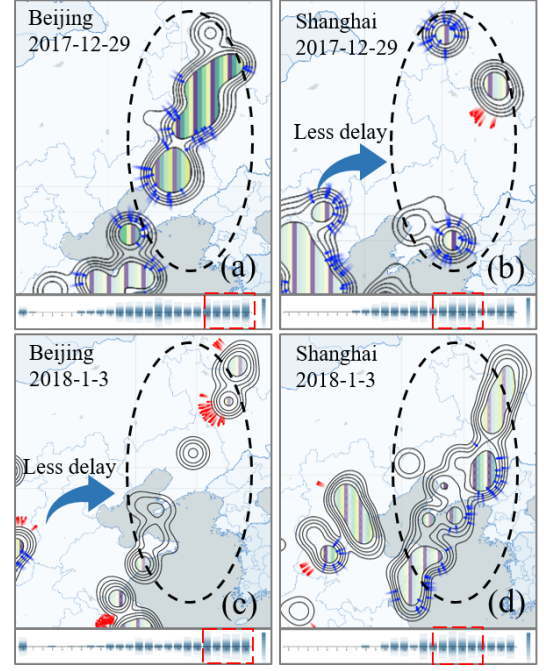 Beijing
2017-12-29
(a)
Shanghai
2017-12-29
Less delay
(b)
Beijing
2018-1-3
Less delay
(c)
Shanghai
2018-1-3
(d)